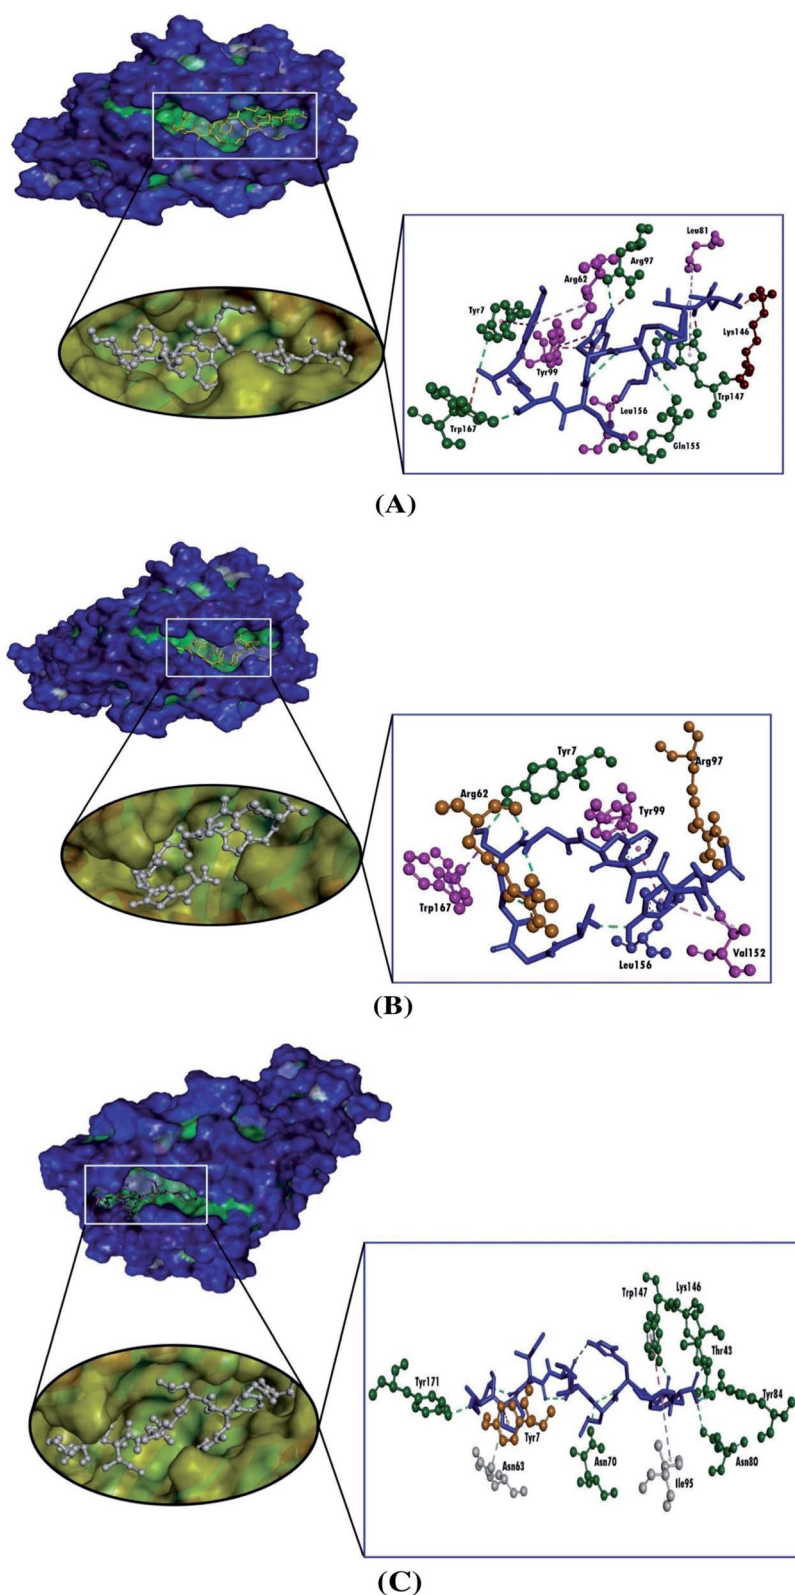 Leu81
Arg97
Arg62
Tyr7
Lys146
Tyr99
Trp147
Leu156
Trp167
Gln155
(A)
Tyr7
Arg97
Arg62
Tyr99
Trp167
Val152
Leu156
(B)
Trp147
Lys146
Thr43
Tyr171
Tyr84
Tyr7
Asn63
Asn70
Asn80
Ile95
(C)